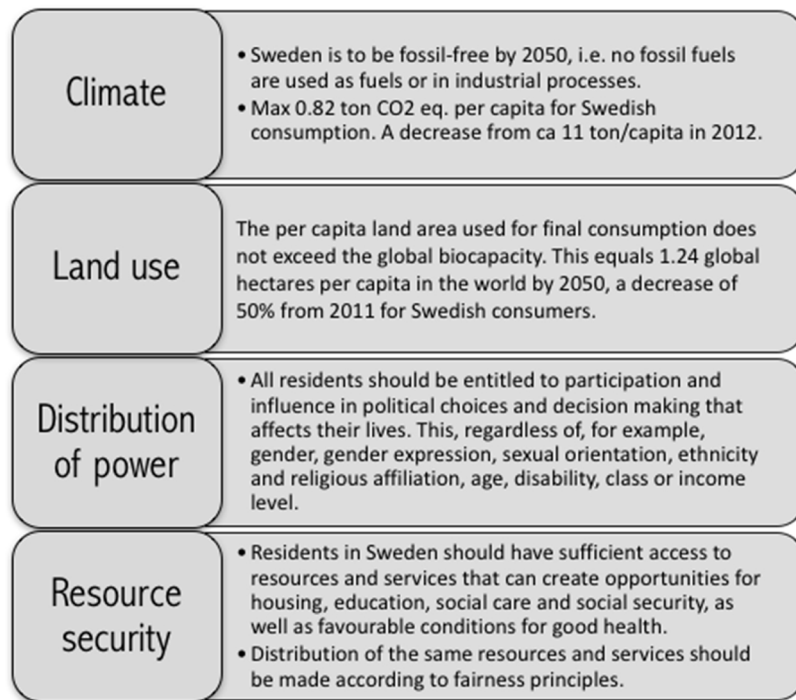 Climate
• Sweden is to be fossil-free by 2050, i.e. no fossil fuels
are used as fuels or in industrial processes.
• Max 0.82 ton CO2 eq. per capita for Swedish
consumption. A decrease from ca 11 ton/capita in 2012.
Land use
The per capita land area used for final consumption does
not exceed the global biocapacity. This equals 1.24 global
hectares per capita in the world by 2050, a decrease of
50% from 2011 for Swedish consumers.
Distribution
of power
• All residents should be entitled to participation and
influence in political choices and decision making that
affects their lives. This, regardless of, for example,
gender, gender expression, sexual orientation, ethnicity
and religious affiliation, age, disability, class or income
level.
Resource
security
• Residents in Sweden should have sufficient access to
resources and services that can create opportunities for
housing, education, social care and social security, as
well as favourable conditions for good health.
• Distribution of the same resources and services should
be made according to fairness principles.